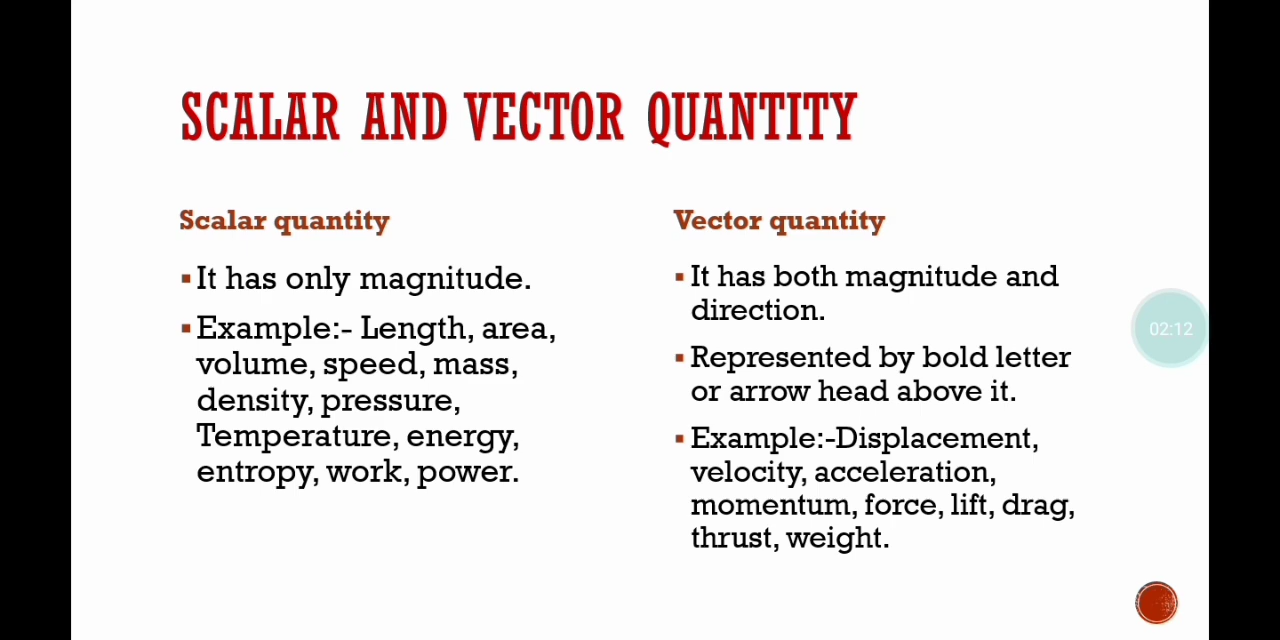 SCALAR AND VECTOR QUANTITY
Scalar quantity
▪It has only magnitude.
▪Example:- Length, area,
volume, speed, mass,
density, pressure,
Temperature, energy,
entropy, work, power.
Vector quantity
▪It has both magnitude and
direction.
▪Represented by bold letter
or arrow head above it.
▪Example:-Displacement,
velocity, acceleration,
momentum, force, lift, drag,
thrust, weight.
02:12